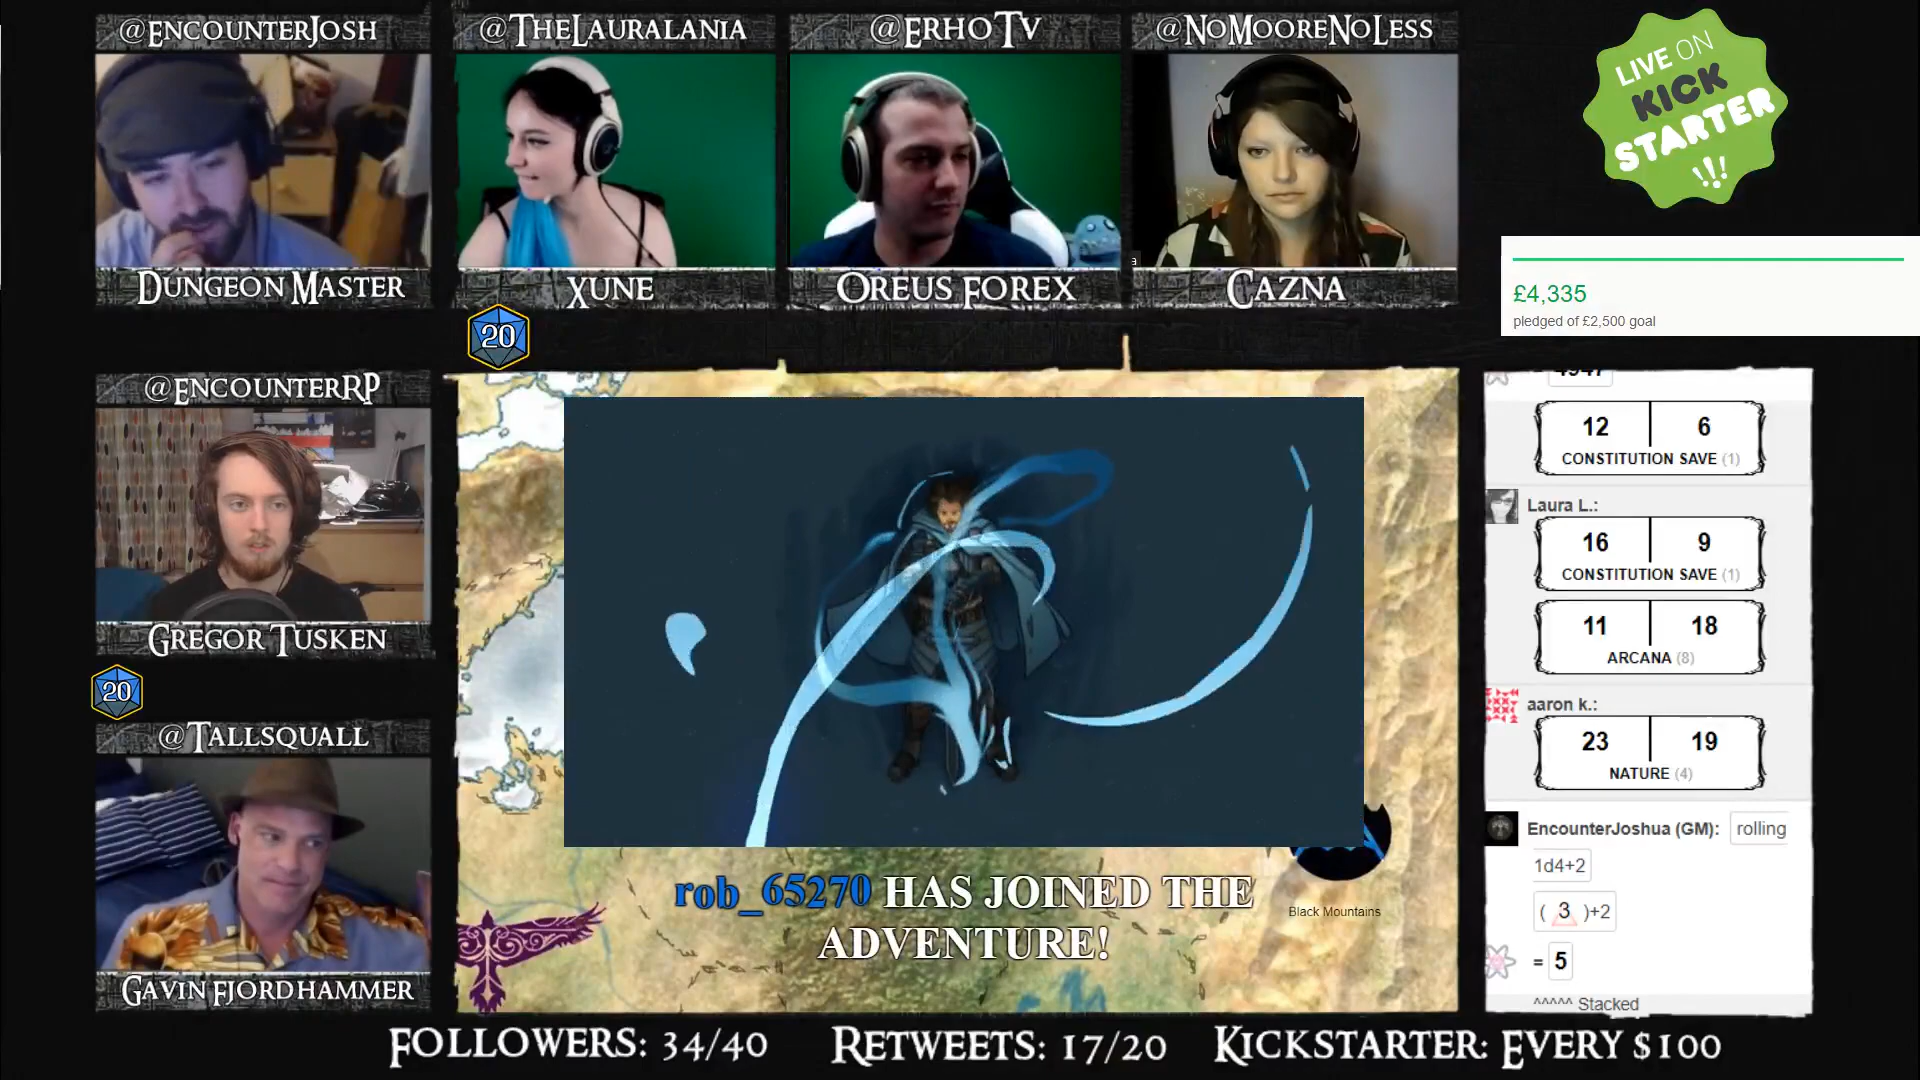 @EncounterJosh
@TheLauralania
@ErhoTv
@NoMooreNoLess
LIVE ON
KICK
STARTER
!!!
Dungeon Master
Xune
Oreus Forex
a
Cazna
£4,335
pledged of £2,500 goal
20
@EncounterRP
Gregor Tusken
20
@Tallsquall
Gavin Fjordhammer
rob_65270 HAS JOINED THE
ADVENTURE!
Black Mountains
= 4947
12 6
CONSTITUTION SAVE (1)
Laura L.:
16 9
CONSTITUTION SAVE (1)
11 18
ARCANA (8)
aaron k.:
23 19
NATURE (4)
EncounterJoshua (GM): rolling
1d4+2
( 3 )+2
= 5
^^^^^ Stacked
Followers: 34/40
Retweets: 17/20
Kickstarter: Every $100